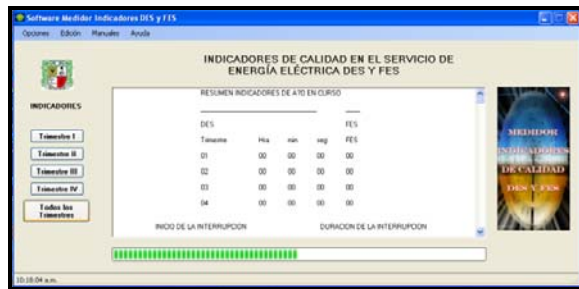 Software Medidor Indicadores DES y FES
Opciones Edición Manuales Ayuda
INDICADORES DE CALIDAD EN EL SERVICIO DE
ENERGÍA ELÉCTRICA DES Y FES
INDICADORES
Trimestre I
Trimestre II
Trimestre III
Trimestre IV
Todos los
Trimestres
RESUMEN INDICADORES DE A?O EN CURSO
DES FES
Trimestre Hra min seg FES
01 00 00 00 00
02 00 00 00 00
03 00 00 00 00
04 00 00 00 00
INICIO DE LA INTERRUPCION DURACION DE LA INTERRUPCION
MEDIDOR
INDICADORES
DE CALIDAD
DES Y FES
10:18:04 a.m.